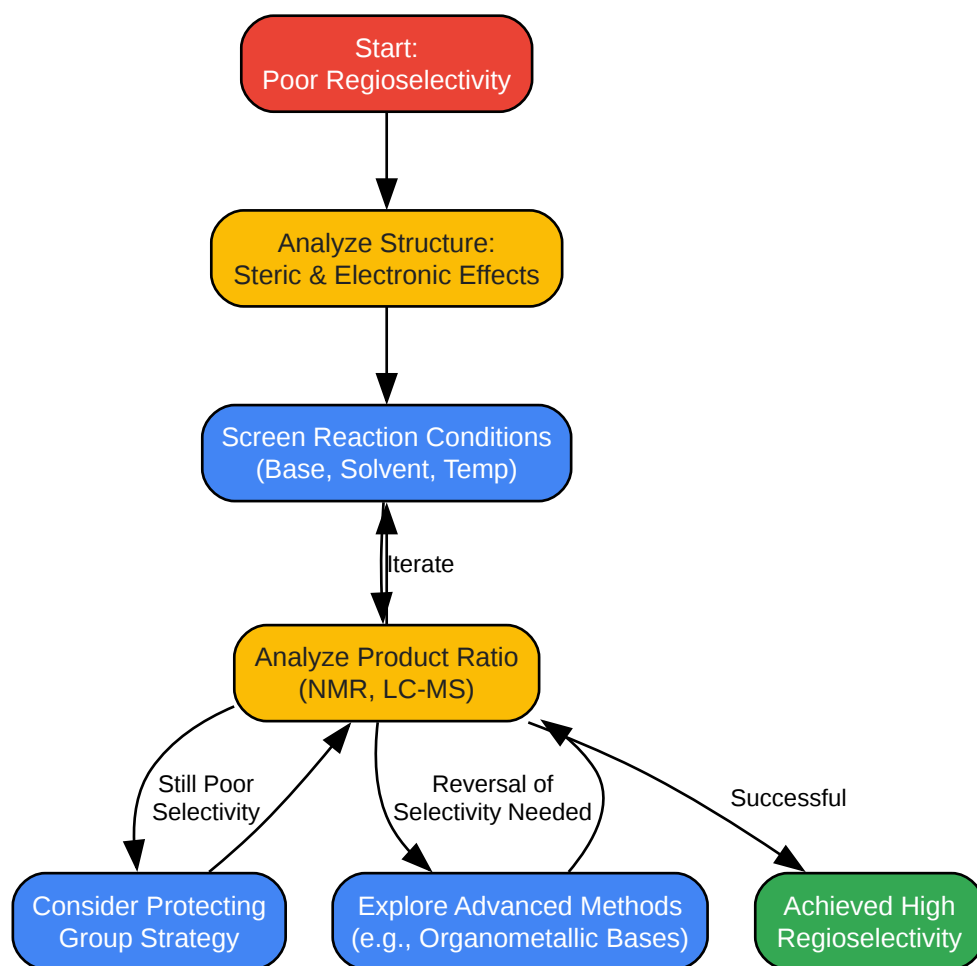 Start:
Poor Regioselectivity
Analyze Structure:
Steric & Electronic Effects
Screen Reaction Conditions
(Base, Solvent, Temp)
Iterate
Analyze Product Ratio
(NMR, LC-MS)
Still Poor
Selectivity
Reversal of
Selectivity Needed
Successful
Consider Protecting
Group Strategy
Explore Advanced Methods
(e.g., Organometallic Bases)
Achieved High
Regioselectivity